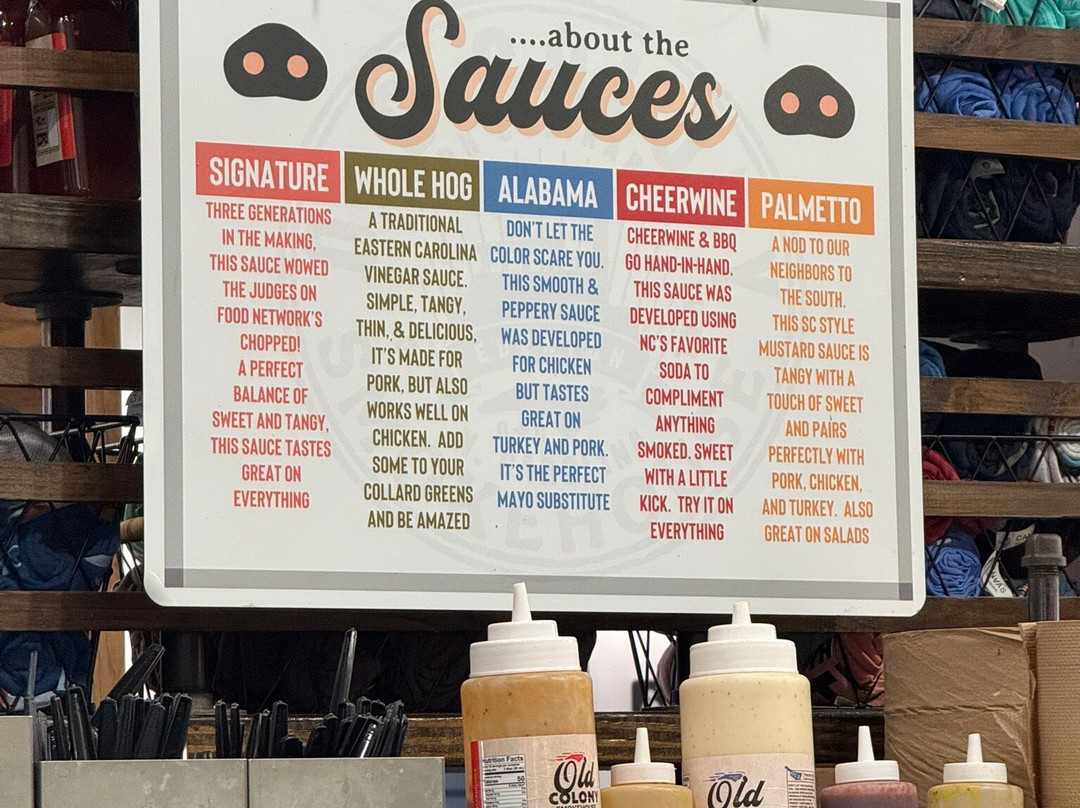 ....about the
Sauces
SIGNATURE
THREE GENERATIONS
IN THE MAKING,
THIS SAUCE WOWED
THE JUDGES ON
FOOD NETWORK'S
CHOPPED!
A PERFECT
BALANCE OF
SWEET AND TANGY,
THIS SAUCE TASTES
GREAT ON
EVERYTHING
WHOLE HOG
A TRADITIONAL
EASTERN CAROLINA
VINEGAR SAUCE.
SIMPLE, TANGY,
THIN, & DELICIOUS,
IT'S MADE FOR
PORK, BUT ALSO
WORKS WELL ON
CHICKEN. ADD
SOME TO YOUR
COLLARD GREENS
AND BE AMAZED
ALABAMA
DON'T LET THE
COLOR SCARE YOU.
THIS SMOOTH &
PEPPERY SAUCE
WAS DEVELOPED
FOR CHICKEN
BUT TASTES
GREAT ON
TURKEY AND PORK.
IT'S THE PERFECT
MAYO SUBSTITUTE
CHEERWINE
CHEERWINE & BBQ
GO HAND-IN-HAND.
THIS SAUCE WAS
DEVELOPED USING
NC'S FAVORITE
SODA TO
COMPLIMENT
ANYTHING
SMOKED. SWEET
WITH A LITTLE
KICK. TRY IT ON
EVERYTHING
PALMETTO
A NOD TO OUR
NEIGHBORS TO
THE SOUTH.
THIS SC STYLE
MUSTARD SAUCE IS
TANGY WITH A
TOUCH OF SWEET
AND PAIRS
PERFECTLY WITH
PORK, CHICKEN,
AND TURKEY. ALSO
GREAT ON SALADS
Nutrition Facts
50
Old
COLONY
SMOKEHOUSE
Old